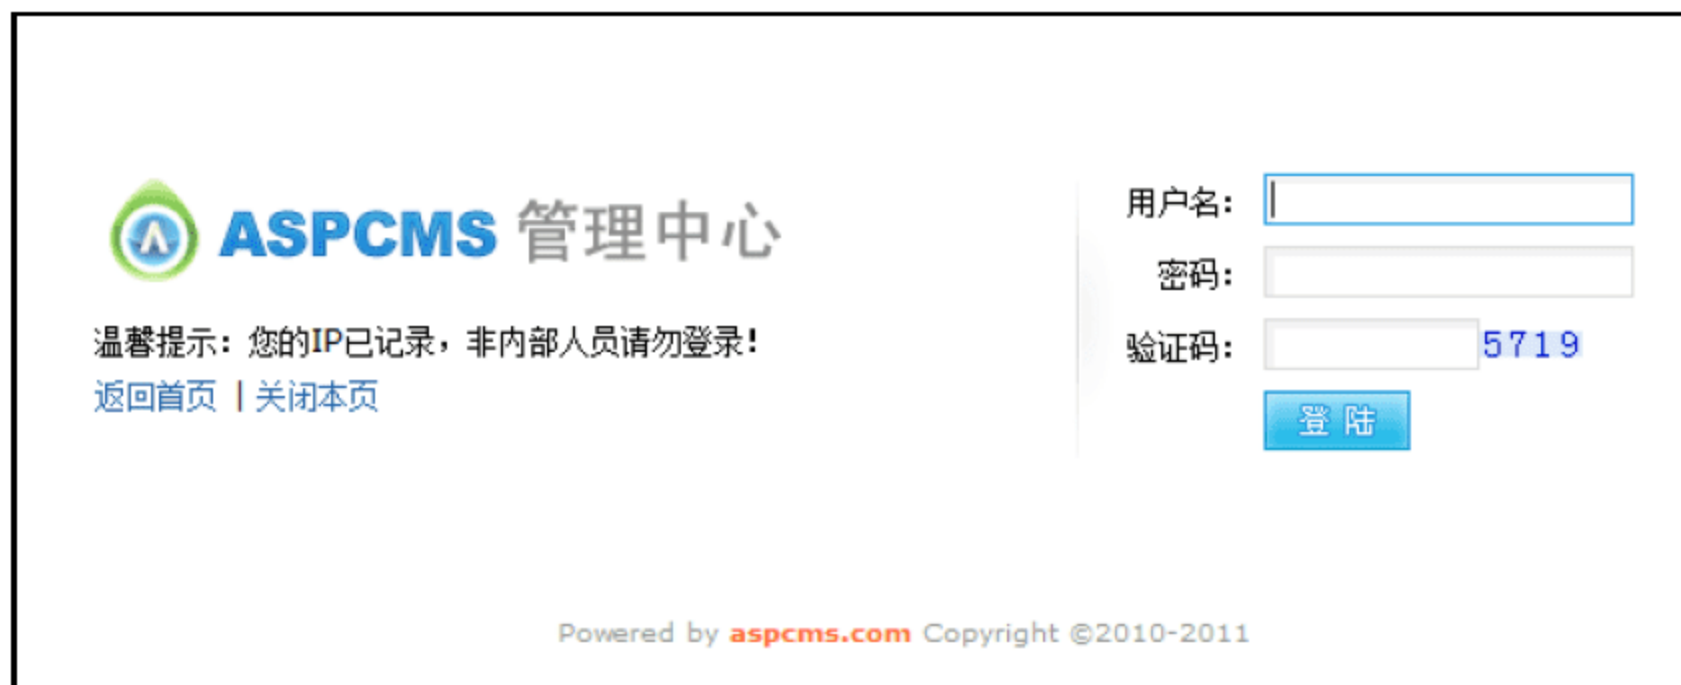 ASPCMS 管理中心
温馨提示：您的IP已记录，非内部人员请勿登录！
返回首页 | 关闭本页
用户名：
密码：
验证码： 5719
登 陆
Powered by aspcms.com Copyright ©2010-2011